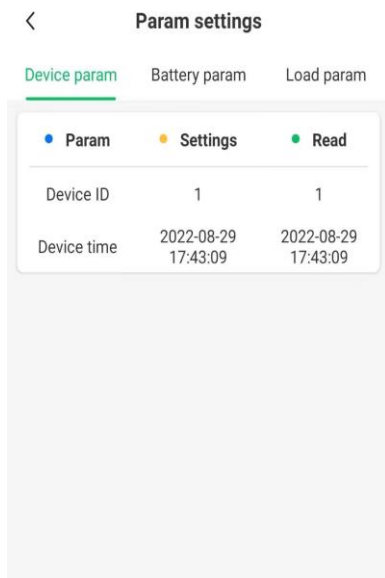 Param settings
Device param Battery param Load param
Param Settings Read
Device ID 1 1
Device time 2022-08-29 17:43:09 2022-08-29 17:43:09